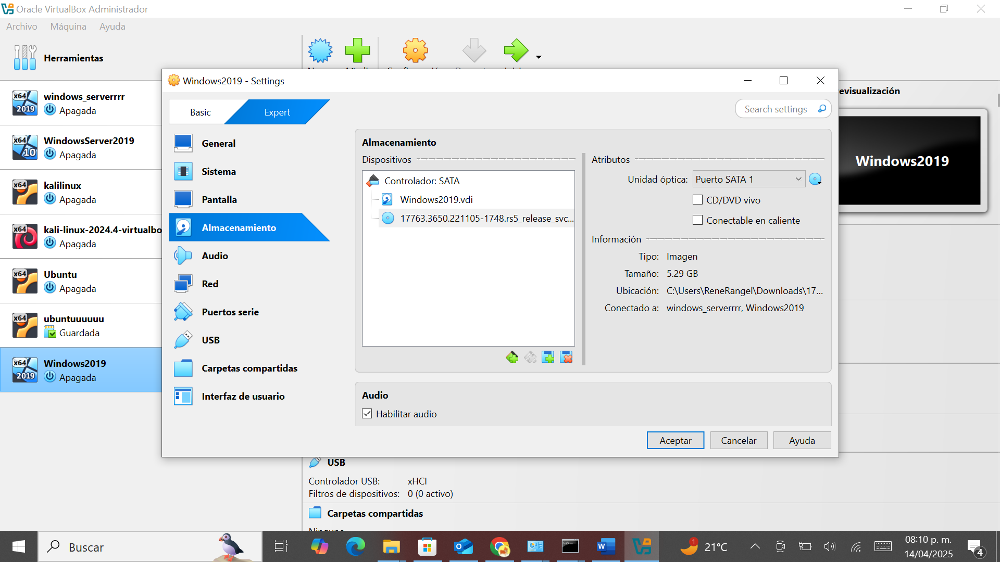 Oracle VirtualBox Administrador
Archivo Máquina Ayuda
Herramientas
windows_serverrrr
Apagada
WindowsServer2019
Apagada
kalilinux
Apagada
kali-linux-2024.4-virtualbo
Apagada
Ubuntu
Apagada
ubuntuuuuuu
Guardada
Windows2019
Apagada
x64
2019
x64
10
x64
x64
x64
x64
x64
2019
Windows2019 - Settings
Basic Expert
Search settings
General
Sistema
Pantalla
Almacenamiento
Audio
Red
Puertos serie
USB
Carpetas compartidas
Interfaz de usuario
Almacenamiento
Dispositivos
Controlador: SATA
Windows2019.vdi
17763.3650.221105-1748.rs5_release_svc...
Atributos
Unidad óptica: Puerto SATA 1
CD/DVD vivo
Conectable en caliente
Información
Tipo: Imagen
Tamaño: 5.29 GB
Ubicación: C:\Users\ReneRangel\Downloads\17...
Conectado a: windows_serverrrr, Windows2019
Audio
Habilitar audio
Aceptar Cancelar Ayuda
evisualización
Windows2019
USB
Controlador USB: xHCI
Filtros de dispositivos: 0 (0 activo)
Carpetas compartidas
Buscar
1
21°C
08:10 p. m.
14/04/2025
4